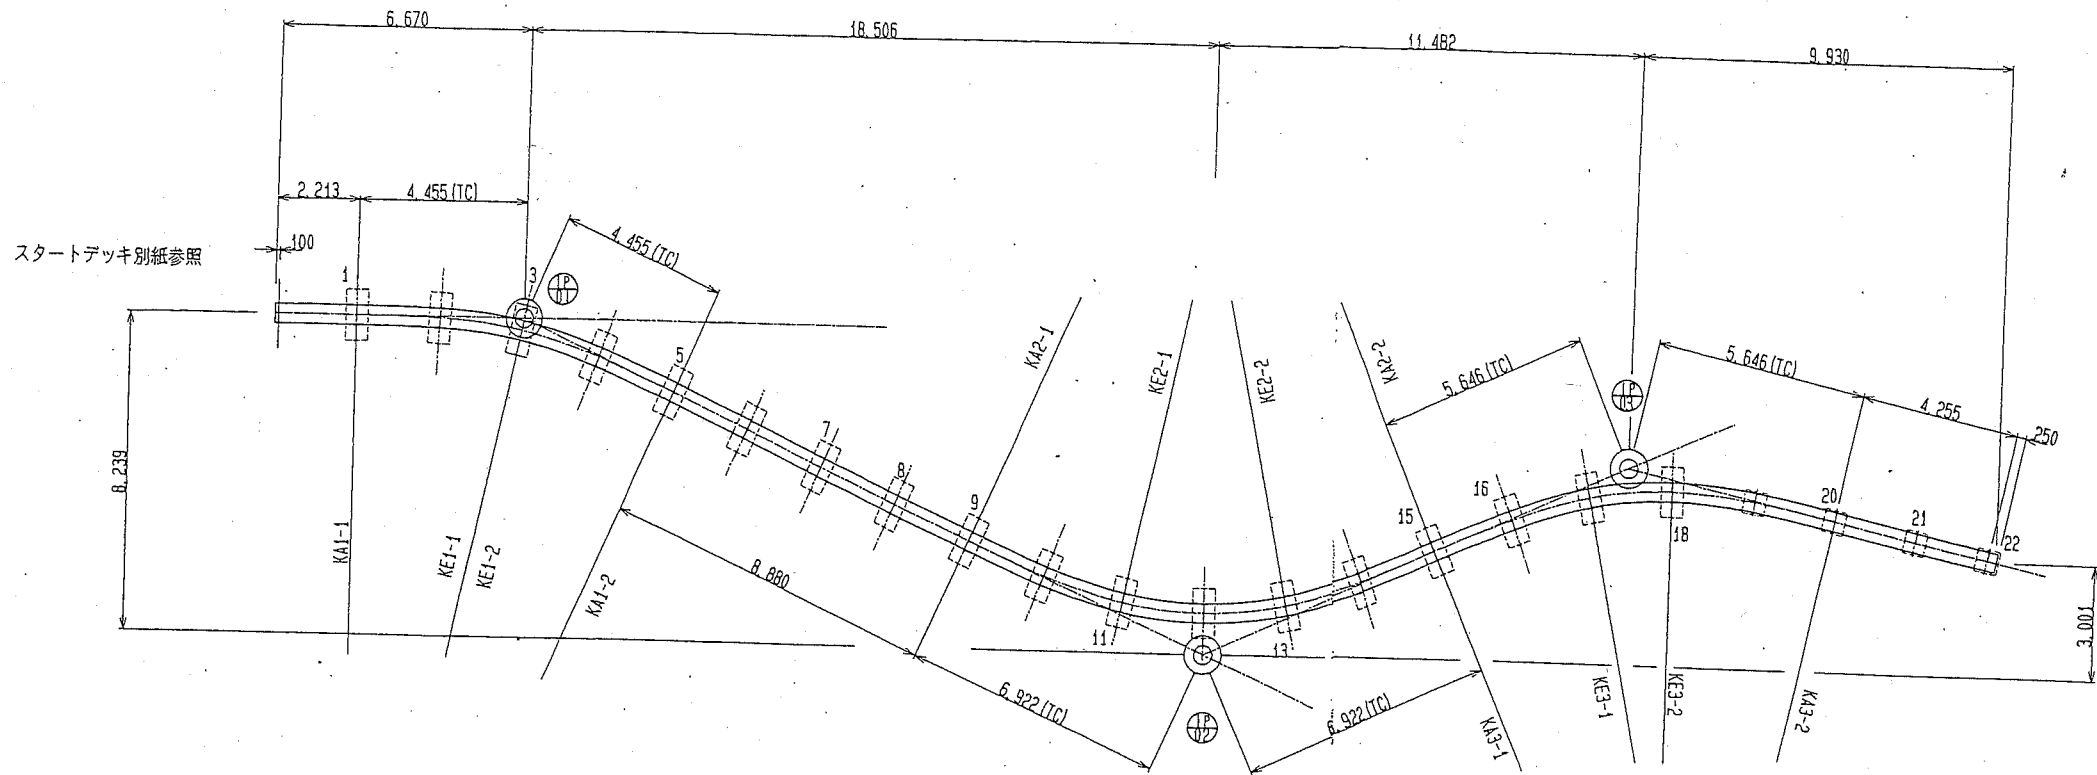 6,670
18,506
11,482
9,930
2,213
4,455(TC)
スタートデッキ別紙参照
100
4,455(TC)
1
3
IP
01
5
7
8
9
8,239
KA1-1
KE1-1
KE1-2
KA1-2
8,880
6,922(TC)
KA2-1
KE2-1
KE2-2
KA2-2
11
13
IP
02
6,922(TC)
5,646(TC)
IP
03
5,646(TC)
4,255
250
15
16
18
20
21
22
KA3-1
KE3-1
KE3-2
KA3-2
3,001